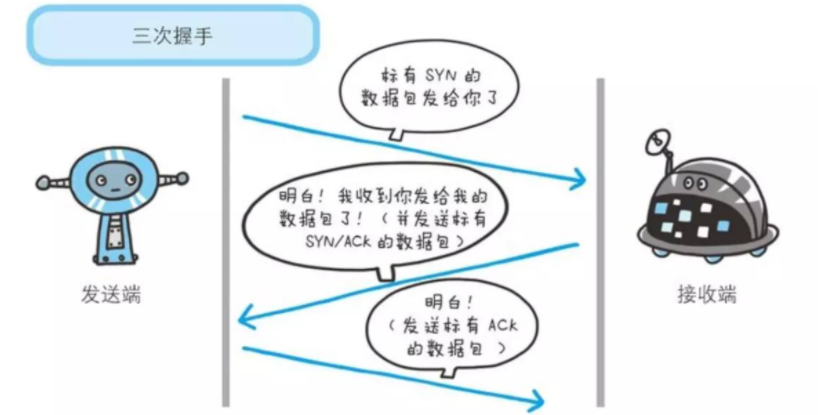 三次握手
标有 SYN 的
数据包发给你了
明白！我收到你发给我的
数据包了！（并发送标有
SYN/ACK 的数据包）
发送端
接收端
明白！
（发送标有 ACK
的数据包 ）